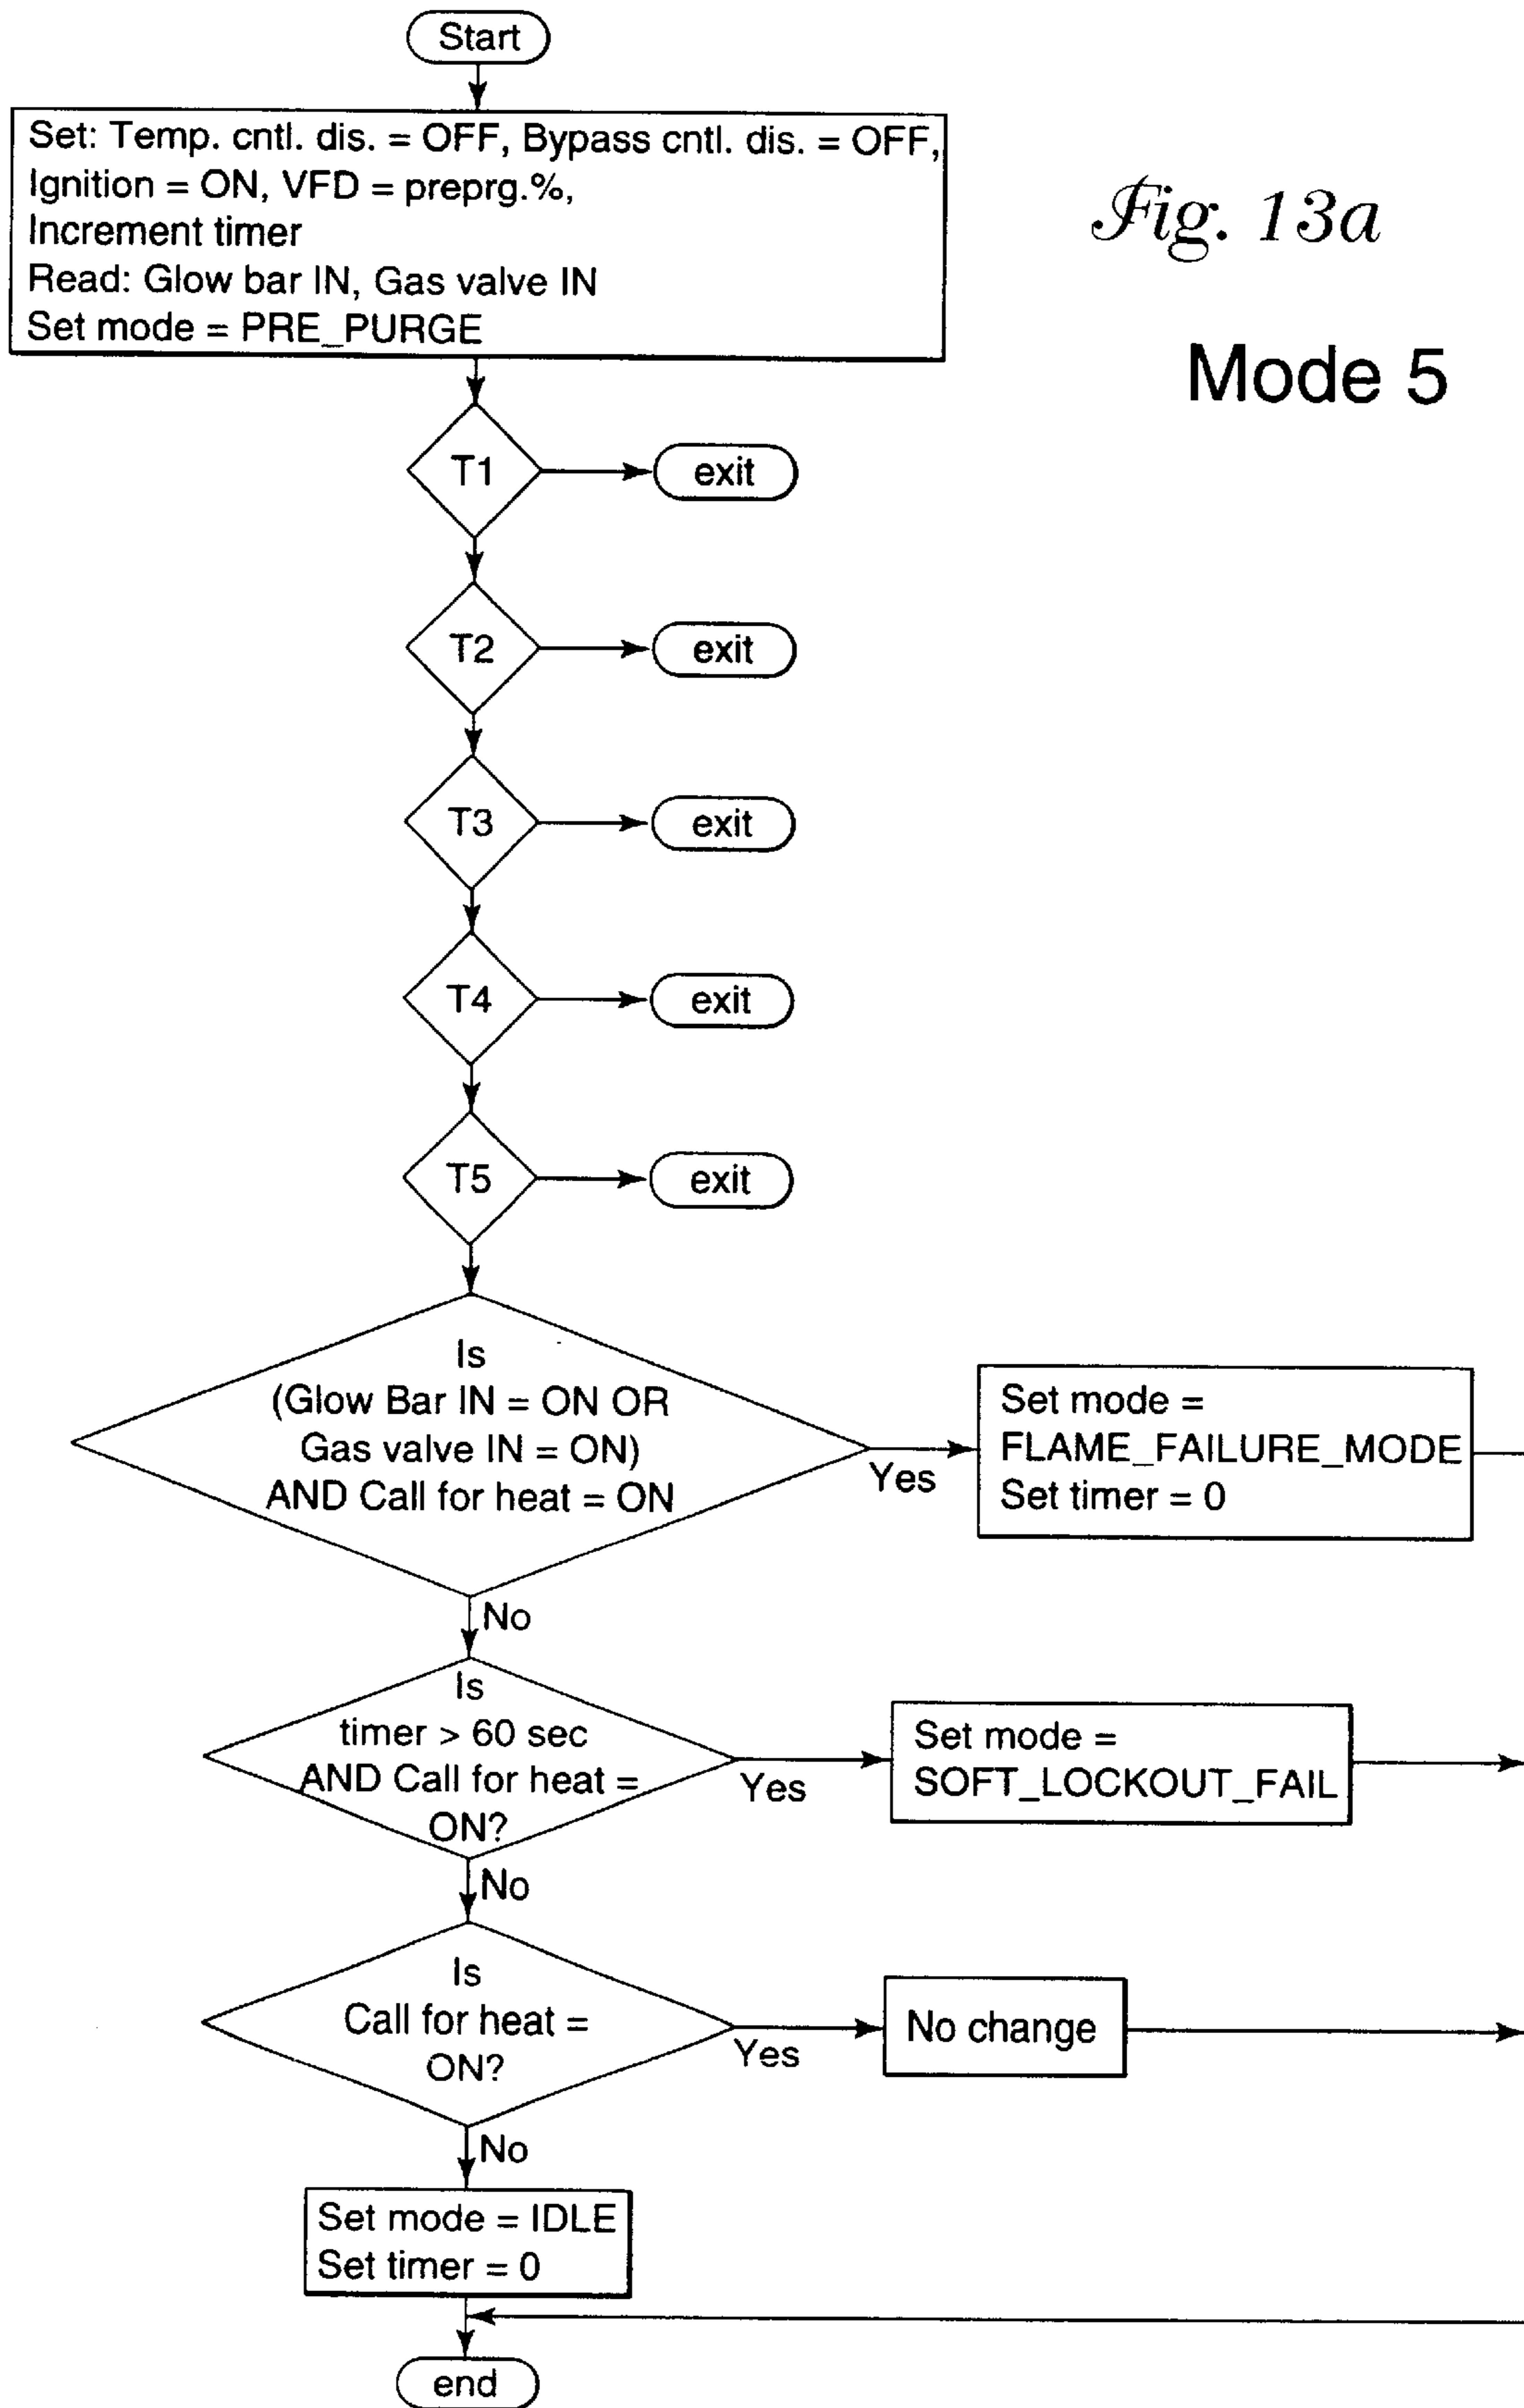 Start
Set: Temp. cntl. dis. = OFF, Bypass cntl. dis. = OFF,
Ignition = ON, VFD = preprg.%,
Increment timer
Read: Glow bar IN, Gas valve IN
Set mode = PRE_PURGE
Fig. 13a
Mode 5
T1
exit
T2
exit
T3
exit
T4
exit
T5
exit
Is
(Glow Bar IN = ON OR
Gas valve IN = ON)
AND Call for heat = ON
Yes
Set mode =
FLAME_FAILURE_MODE
Set timer = 0
No
Is
timer > 60 sec
AND Call for heat =
ON?
Yes
Set mode =
SOFT_LOCKOUT_FAIL
No
Is
Call for heat =
ON?
Yes
No change
No
Set mode = IDLE
Set timer = 0
end